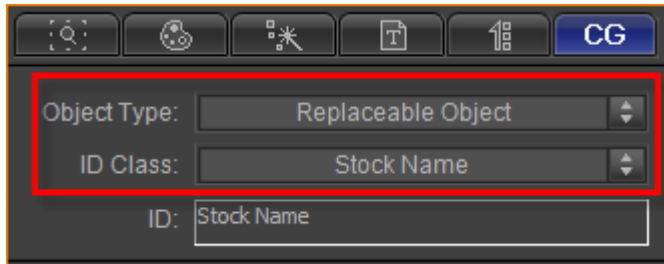 CG
Object Type: Replaceable Object
ID Class: Stock Name
ID: Stock Name